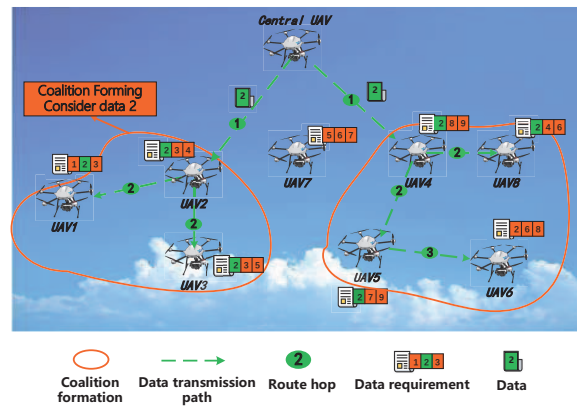 Central UAV
2
2
1
1
Coalition Forming
Consider data 2
1 2 3
2 3 4
5 6 7
2 8 9
2 4 6
UAV1
2
UAV2
UAV7
UAV4
2
UAV8
2
2
UAV3
2 3 5
UAV5
3
UAV6
2 6 8
2 7 9
2
1 2 3
2
Coalition
formation
Data transmission
path
Route hop
Data requirement
Data